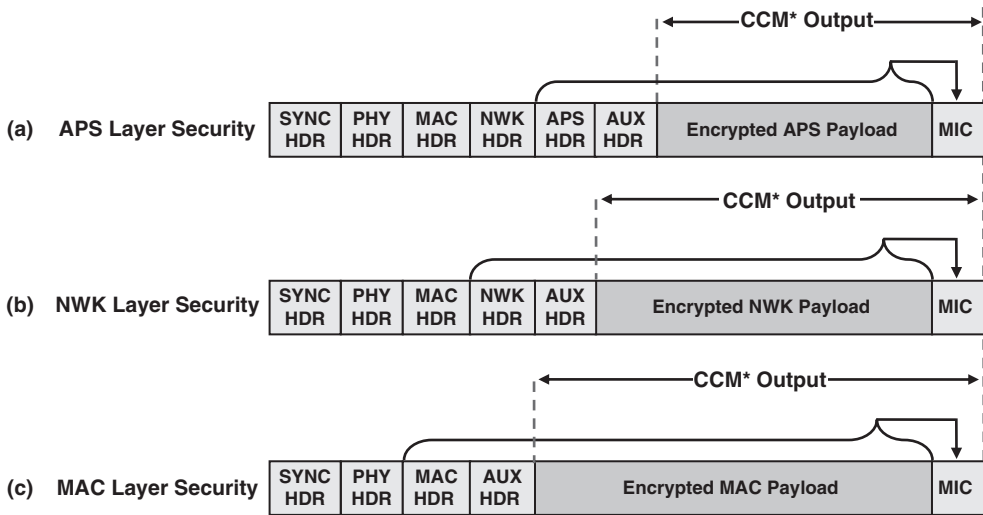 CCM* Output
(a) APS Layer Security SYNC HDR PHY HDR MAC HDR NWK HDR APS HDR AUX HDR Encrypted APS Payload MIC
CCM* Output
(b) NWK Layer Security SYNC HDR PHY HDR MAC HDR NWK HDR AUX HDR Encrypted NWK Payload MIC
CCM* Output
(c) MAC Layer Security SYNC HDR PHY HDR MAC HDR AUX HDR Encrypted MAC Payload MIC